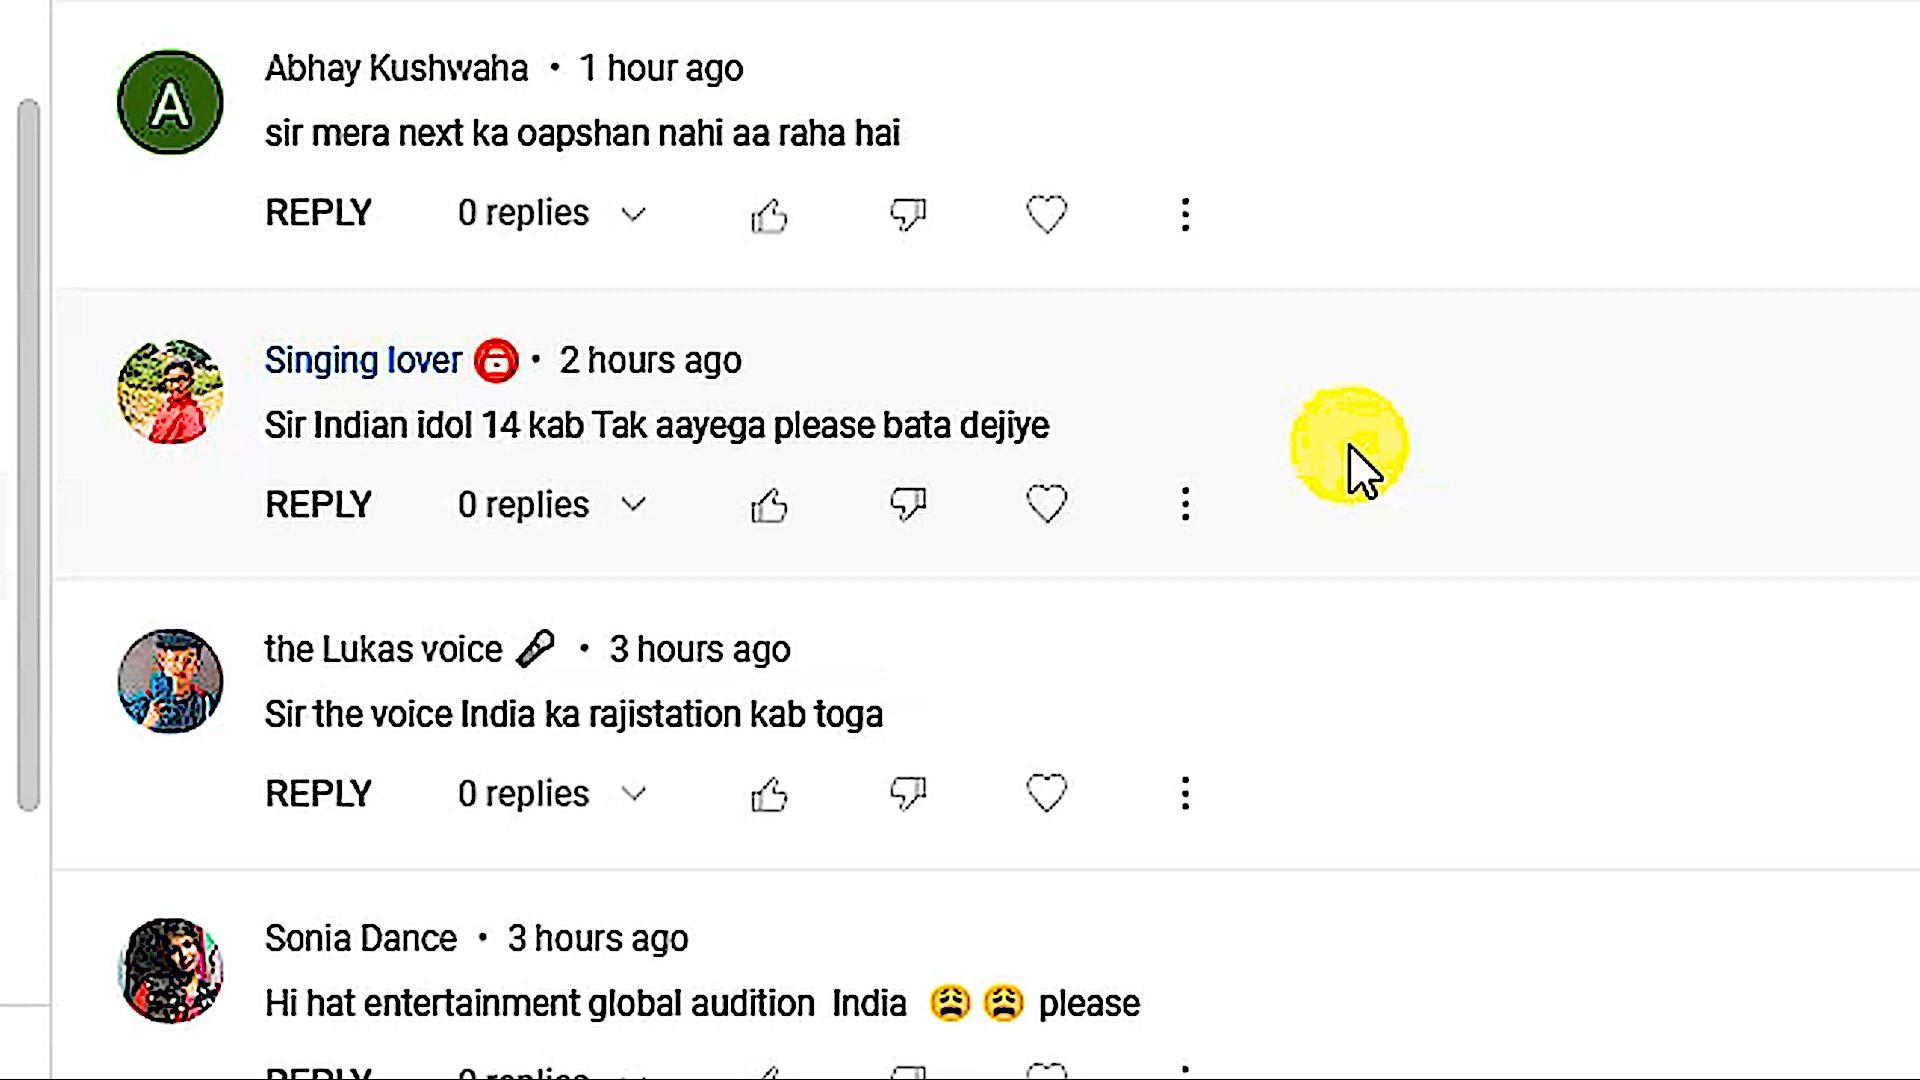 A
Abhay Kushwaha • 1 hour ago
sir mera next ka oapshan nahi aa raha hai
REPLY 0 replies
Singing lover • 2 hours ago
Sir Indian idol 14 kab Tak aayega please bata dejiye
REPLY 0 replies
the Lukas voice 🎤 • 3 hours ago
Sir the voice India ka rajistation kab toga
REPLY 0 replies
Sonia Dance • 3 hours ago
Hi hat entertainment global audition India 😩 😩 please
REPLY 0 replies